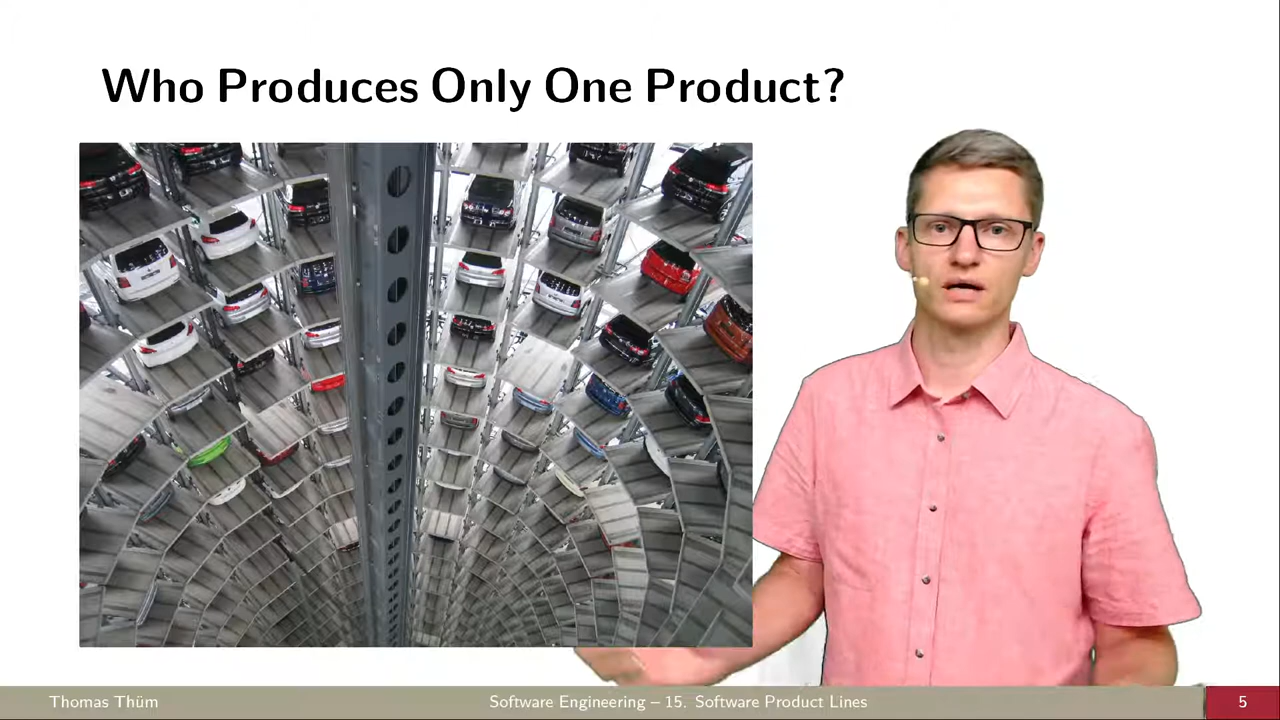 Who Produces Only One Product?
Thomas Thüm
Software Engineering – 15. Software Product Lines
5